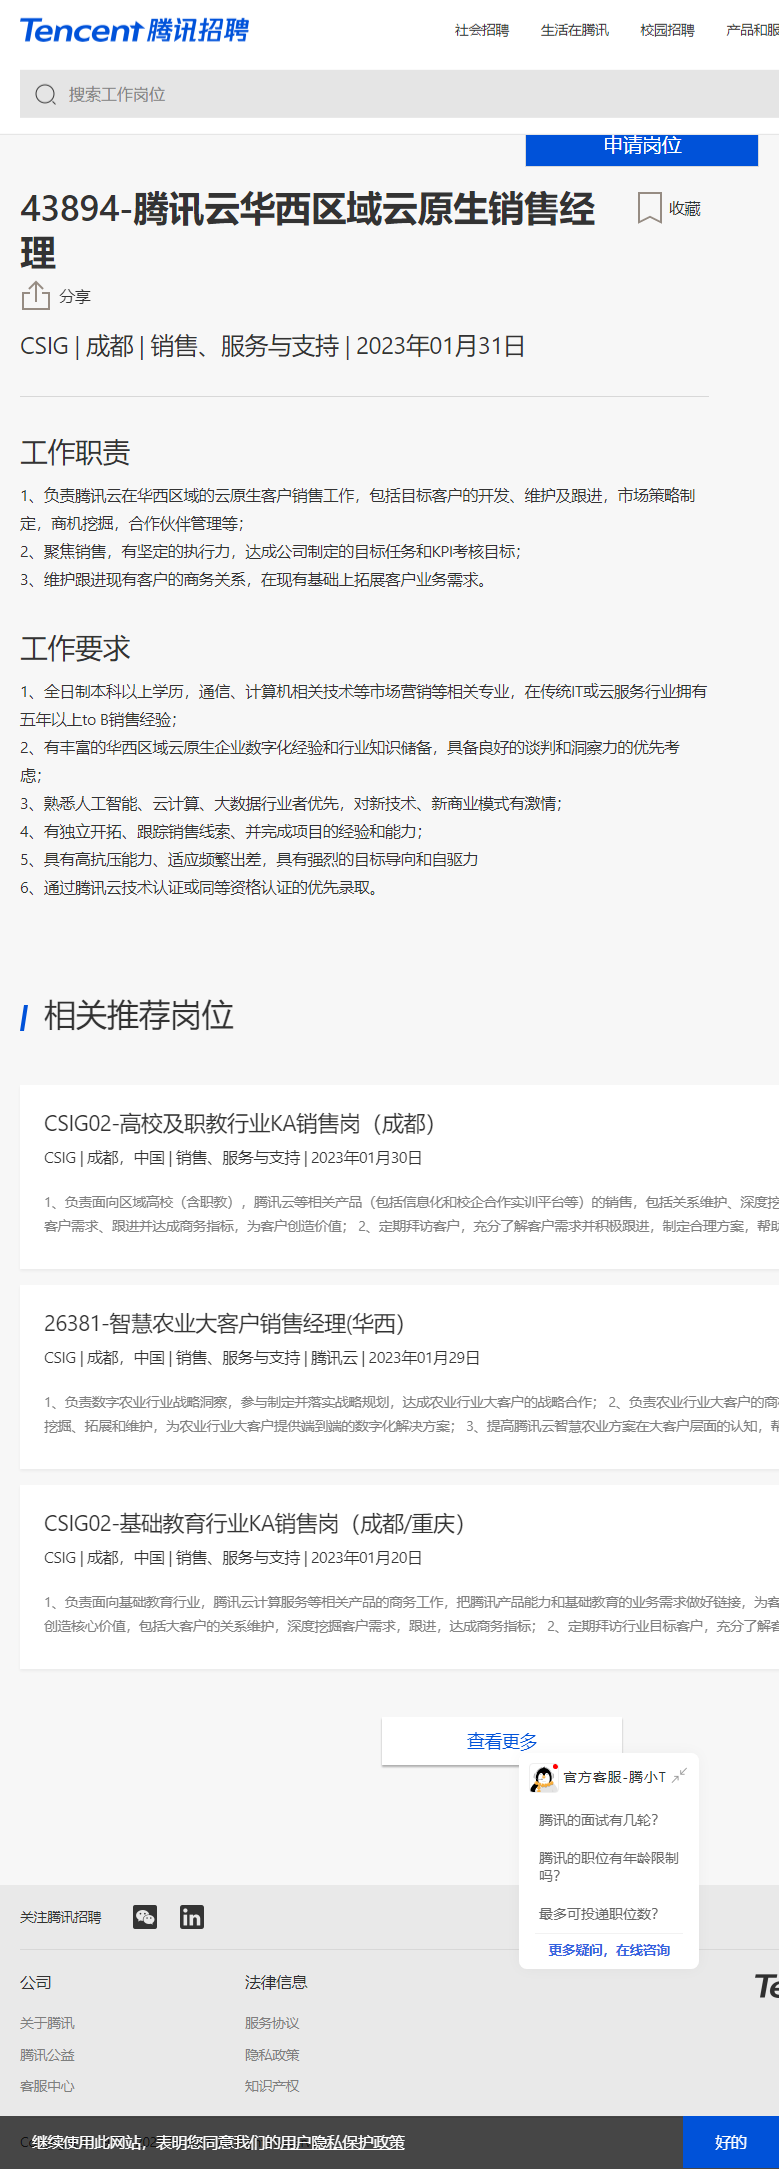 Tencent 腾讯招聘
社会招聘 生活在腾讯 校园招聘 产品和服
搜索工作岗位
申请岗位
43894-腾讯云华西区域云原生销售经
理
收藏
分享
CSIG | 成都 | 销售、服务与支持 | 2023年01月31日
工作职责
1、负责腾讯云在华西区域的云原生客户销售工作，包括目标客户的开发、维护及跟进，市场策略制
定，商机挖掘，合作伙伴管理等；
2、聚焦销售，有坚定的执行力，达成公司制定的目标任务和KPI考核目标；
3、维护跟进现有客户的商务关系，在现有基础上拓展客户业务需求。
工作要求
1、全日制本科以上学历，通信、计算机相关技术等市场营销等相关专业，在传统IT或云服务行业拥有
五年以上to B销售经验；
2、有丰富的华西区域云原生企业数字化经验和行业知识储备，具备良好的谈判和洞察力的优先考
虑；
3、熟悉人工智能、云计算、大数据行业者优先，对新技术、新商业模式有激情；
4、有独立开拓、跟踪销售线索、并完成项目的经验和能力；
5、具有高抗压能力、适应频繁出差，具有强烈的目标导向和自驱力
6、通过腾讯云技术认证或同等资格认证的优先录取。
相关推荐岗位
CSIG02-高校及职教行业KA销售岗（成都）
CSIG | 成都，中国 | 销售、服务与支持 | 2023年01月30日
1、负责面向区域高校（含职教），腾讯云等相关产品（包括信息化和校企合作实训平台等）的销售，包括关系维护、深度挖
客户需求、跟进并达成商务指标，为客户创造价值； 2、定期拜访客户，充分了解客户需求并积极跟进，制定合理方案，帮助
26381-智慧农业大客户销售经理(华西）
CSIG | 成都，中国 | 销售、服务与支持 | 腾讯云 | 2023年01月29日
1、负责数字农业行业战略洞察，参与制定并落实战略规划，达成农业行业大客户的战略合作； 2、负责农业行业大客户的商
挖掘、拓展和维护，为农业行业大客户提供端到端的数字化解决方案； 3、提高腾讯云智慧农业方案在大客户层面的认知，帮
CSIG02-基础教育行业KA销售岗（成都/重庆）
CSIG | 成都，中国 | 销售、服务与支持 | 2023年01月20日
1、负责面向基础教育行业，腾讯云计算服务等相关产品的商务工作，把腾讯产品能力和基础教育的业务需求做好链接，为客
创造核心价值，包括大客户的关系维护，深度挖掘客户需求，跟进，达成商务指标； 2、定期拜访行业目标客户，充分了解客
查看更多
官方客服-腾小T
腾讯的面试有几轮？
腾讯的职位有年龄限制
吗？
最多可投递职位数？
更多疑问，在线咨询
关注腾讯招聘
in
公司 法律信息
Te
关于腾讯 服务协议
腾讯公益 隐私政策
客服中心 知识产权
继续使用此网站，表明您同意我们的用户隐私保护政策
好的